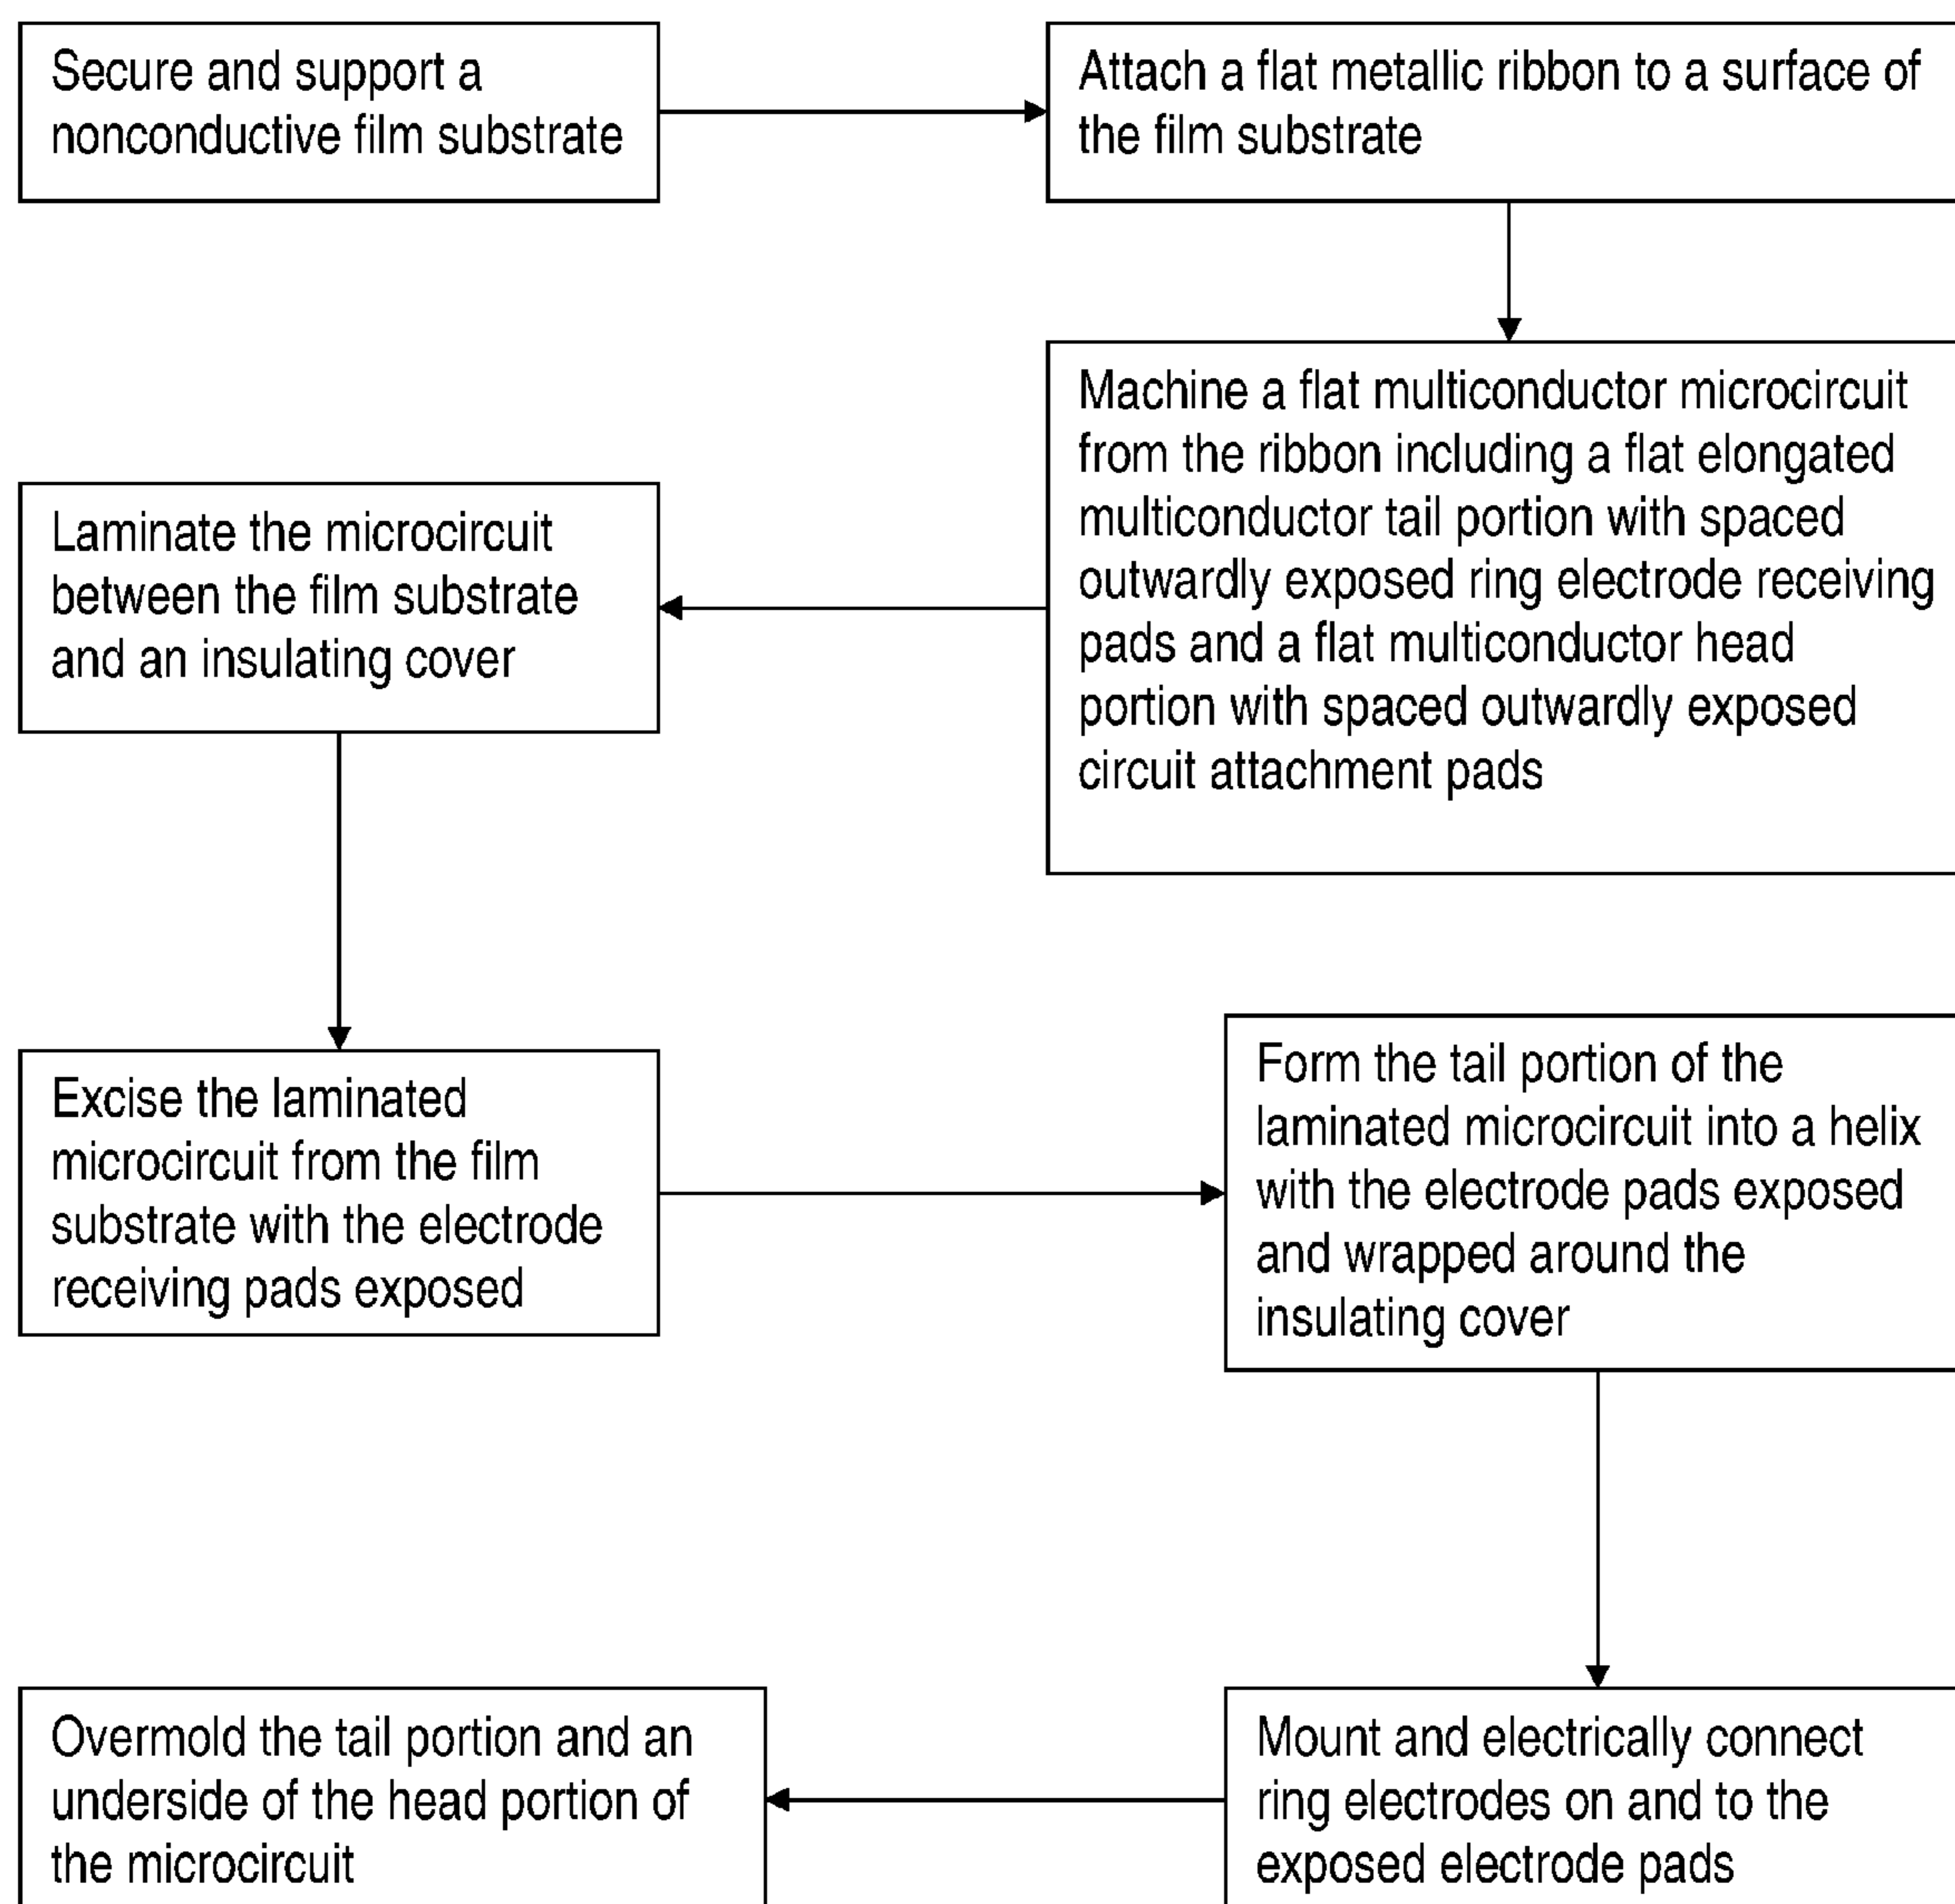 Secure and support a
nonconductive film substrate
Attach a flat metallic ribbon to a surface of
the film substrate
Machine a flat multiconductor microcircuit
from the ribbon including a flat elongated
multiconductor tail portion with spaced
outwardly exposed ring electrode receiving
pads and a flat multiconductor head
portion with spaced outwardly exposed
circuit attachment pads
Laminate the microcircuit
between the film substrate
and an insulating cover
Excise the laminated
microcircuit from the film
substrate with the electrode
receiving pads exposed
Form the tail portion of the
laminated microcircuit into a helix
with the electrode pads exposed
and wrapped around the
insulating cover
Mount and electrically connect
ring electrodes on and to the
exposed electrode pads
Overmold the tail portion and an
underside of the head portion of
the microcircuit